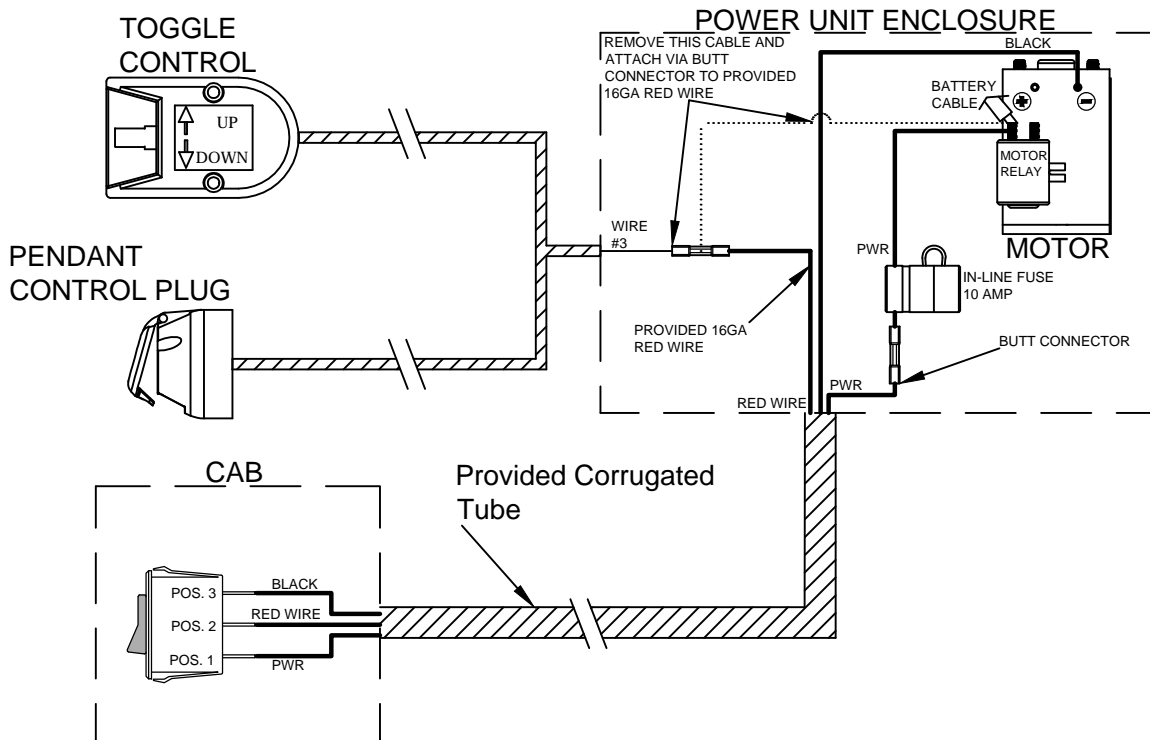 TOGGLE
CONTROL
UP
DOWN
PENDANT
CONTROL PLUG
POWER UNIT ENCLOSURE
REMOVE THIS CABLE AND
ATTACH VIA BUTT
CONNECTOR TO PROVIDED
16GA RED WIRE
BLACK
BATTERY
CABLE
MOTOR
RELAY
MOTOR
WIRE
#3
PWR
IN-LINE FUSE
10 AMP
PROVIDED 16GA
RED WIRE
BUTT CONNECTOR
RED WIRE
PWR
CAB
Provided Corrugated
Tube
POS. 3
BLACK
POS. 2
RED WIRE
POS. 1
PWR